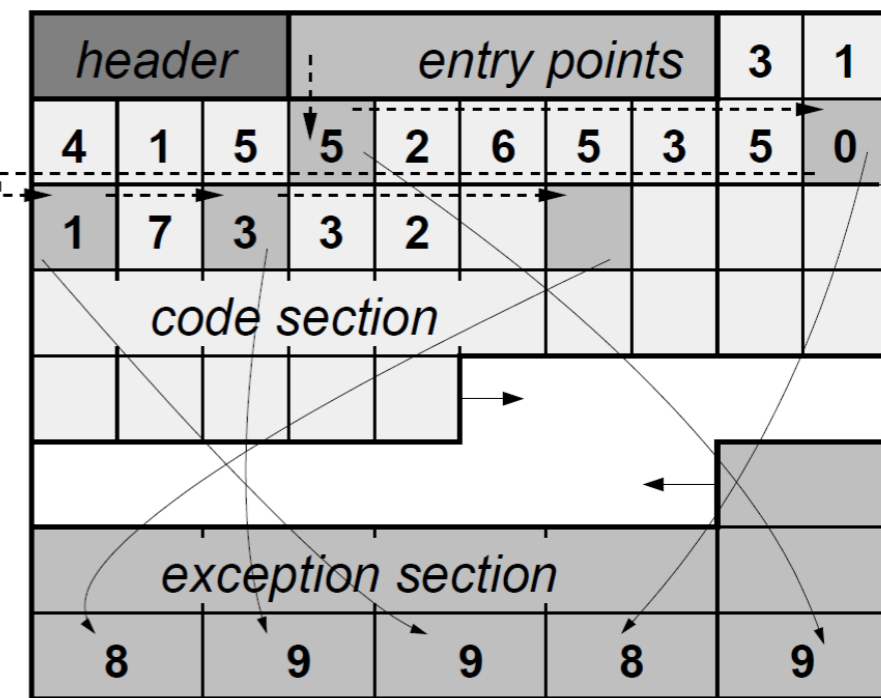 header entry points 3 1
4 1 5 5 2 6 5 3 5 0
1 7 3 3 2
code section
exception section
8 9 9 8 9